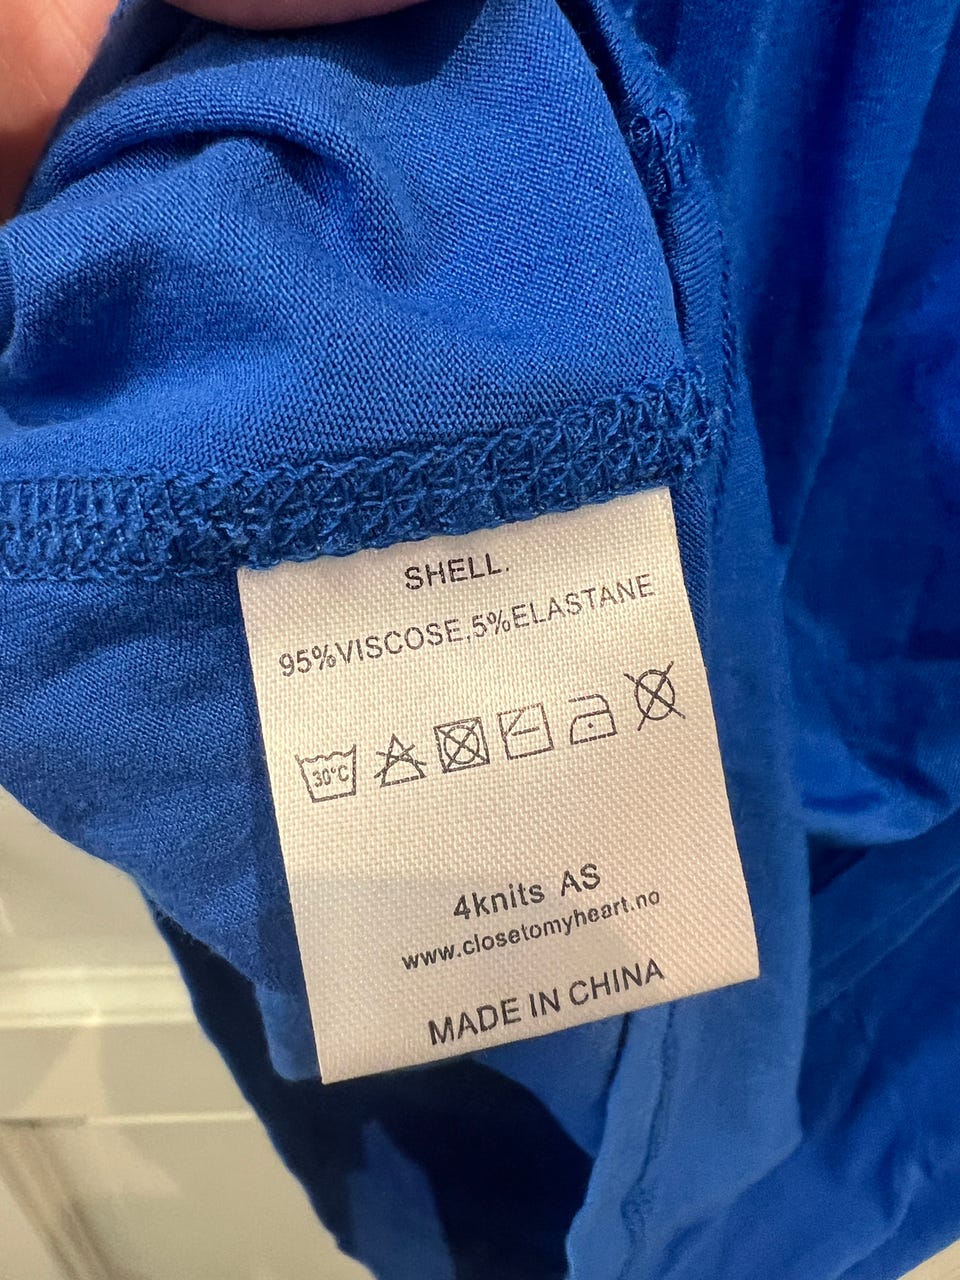 SHELL.
95%VISCOSE,5%ELASTANE
30°C
4knits AS
www.closetomyheart.no
MADE IN CHINA